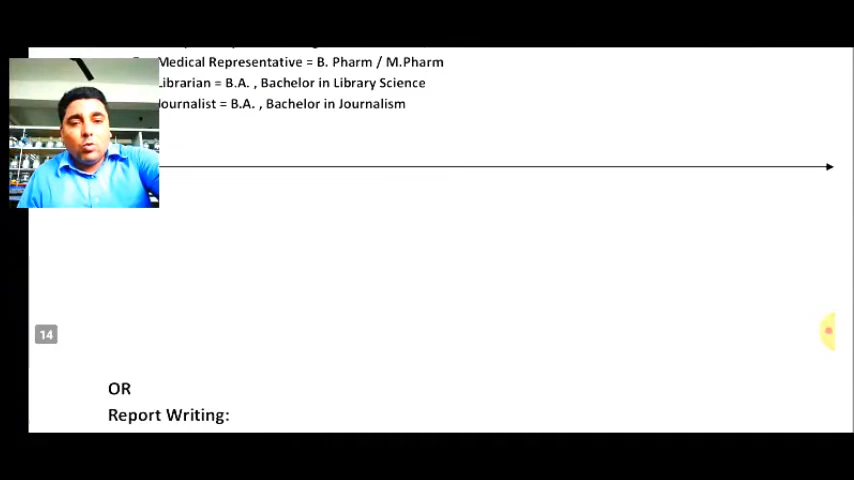 Medical Representative = B. Pharm / M.Pharm
Librarian = B.A. , Bachelor in Library Science
Journalist = B.A. , Bachelor in Journalism
14
OR
Report Writing: